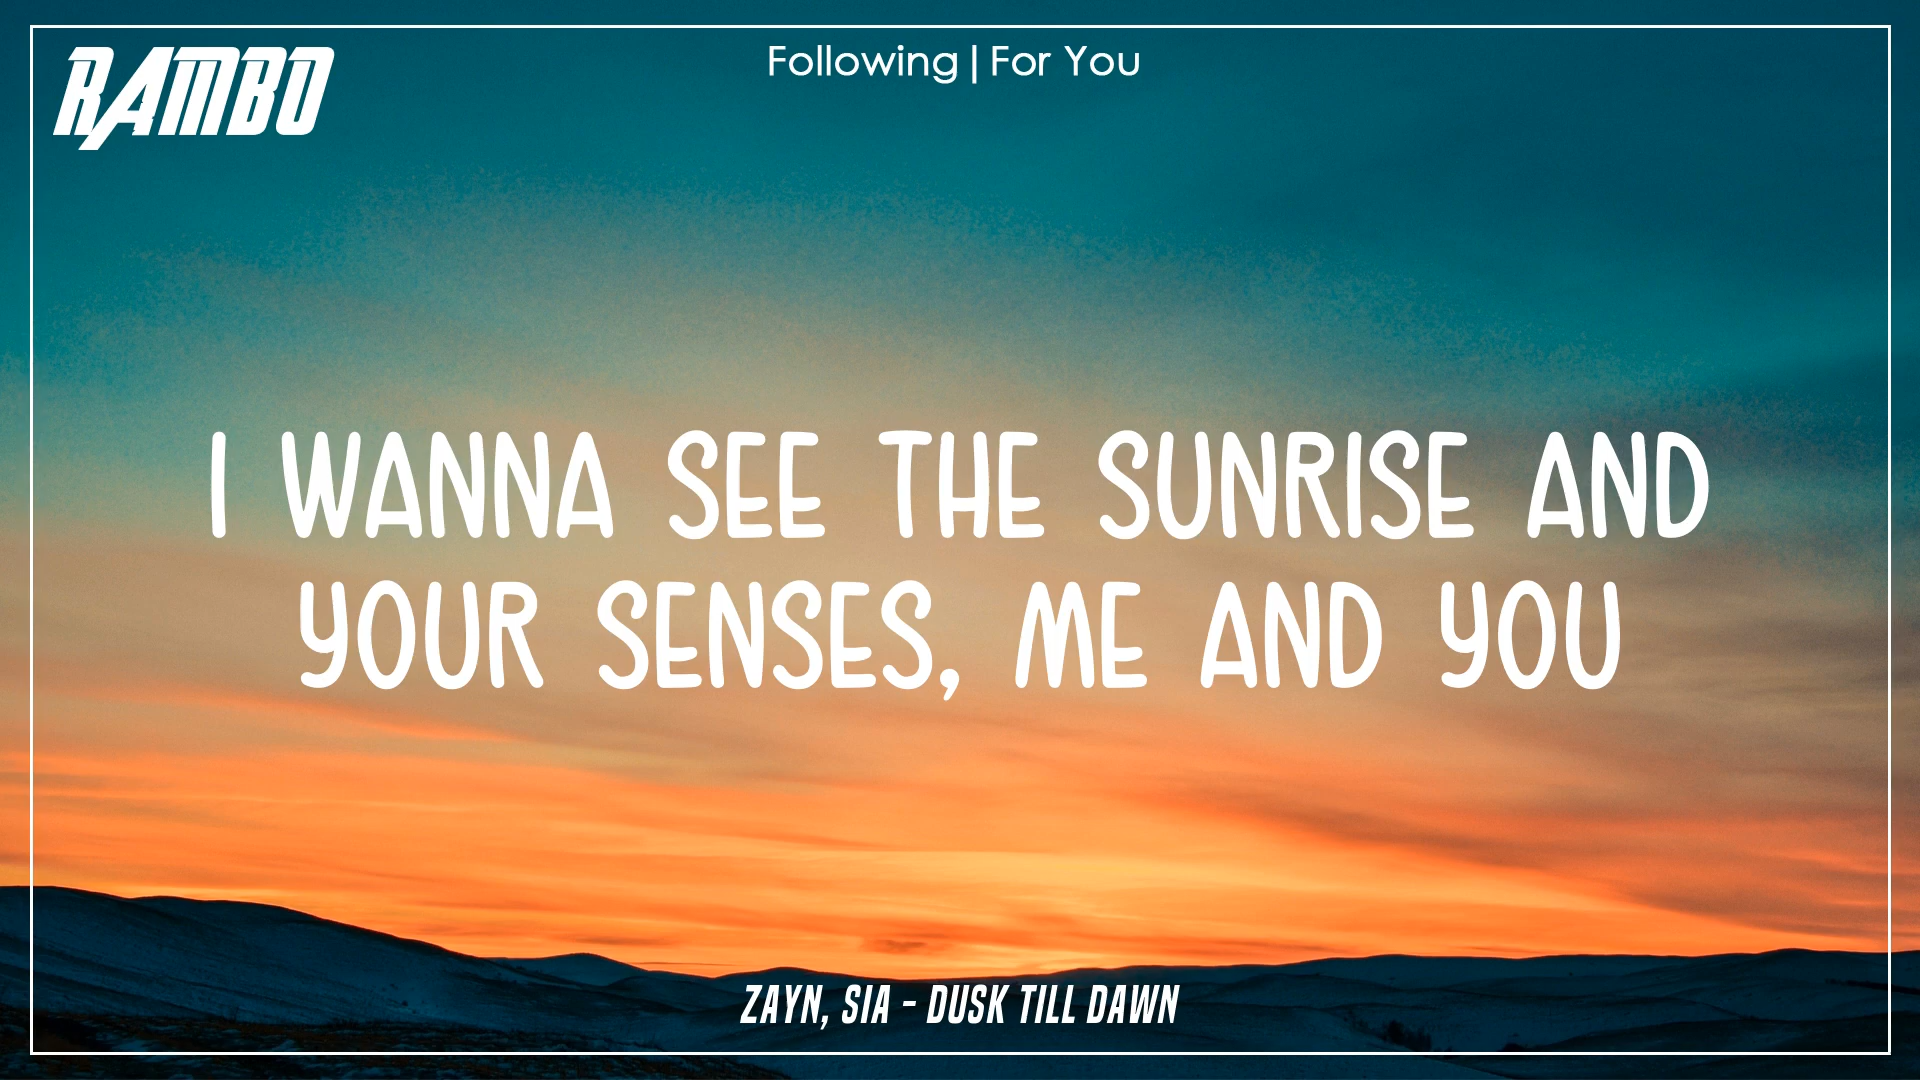 RAMBO
Following | For You
I WANNA SEE THE SUNRISE AND
YOUR SENSES, ME AND YOU
ZAYN, SIA - DUSK TILL DAWN